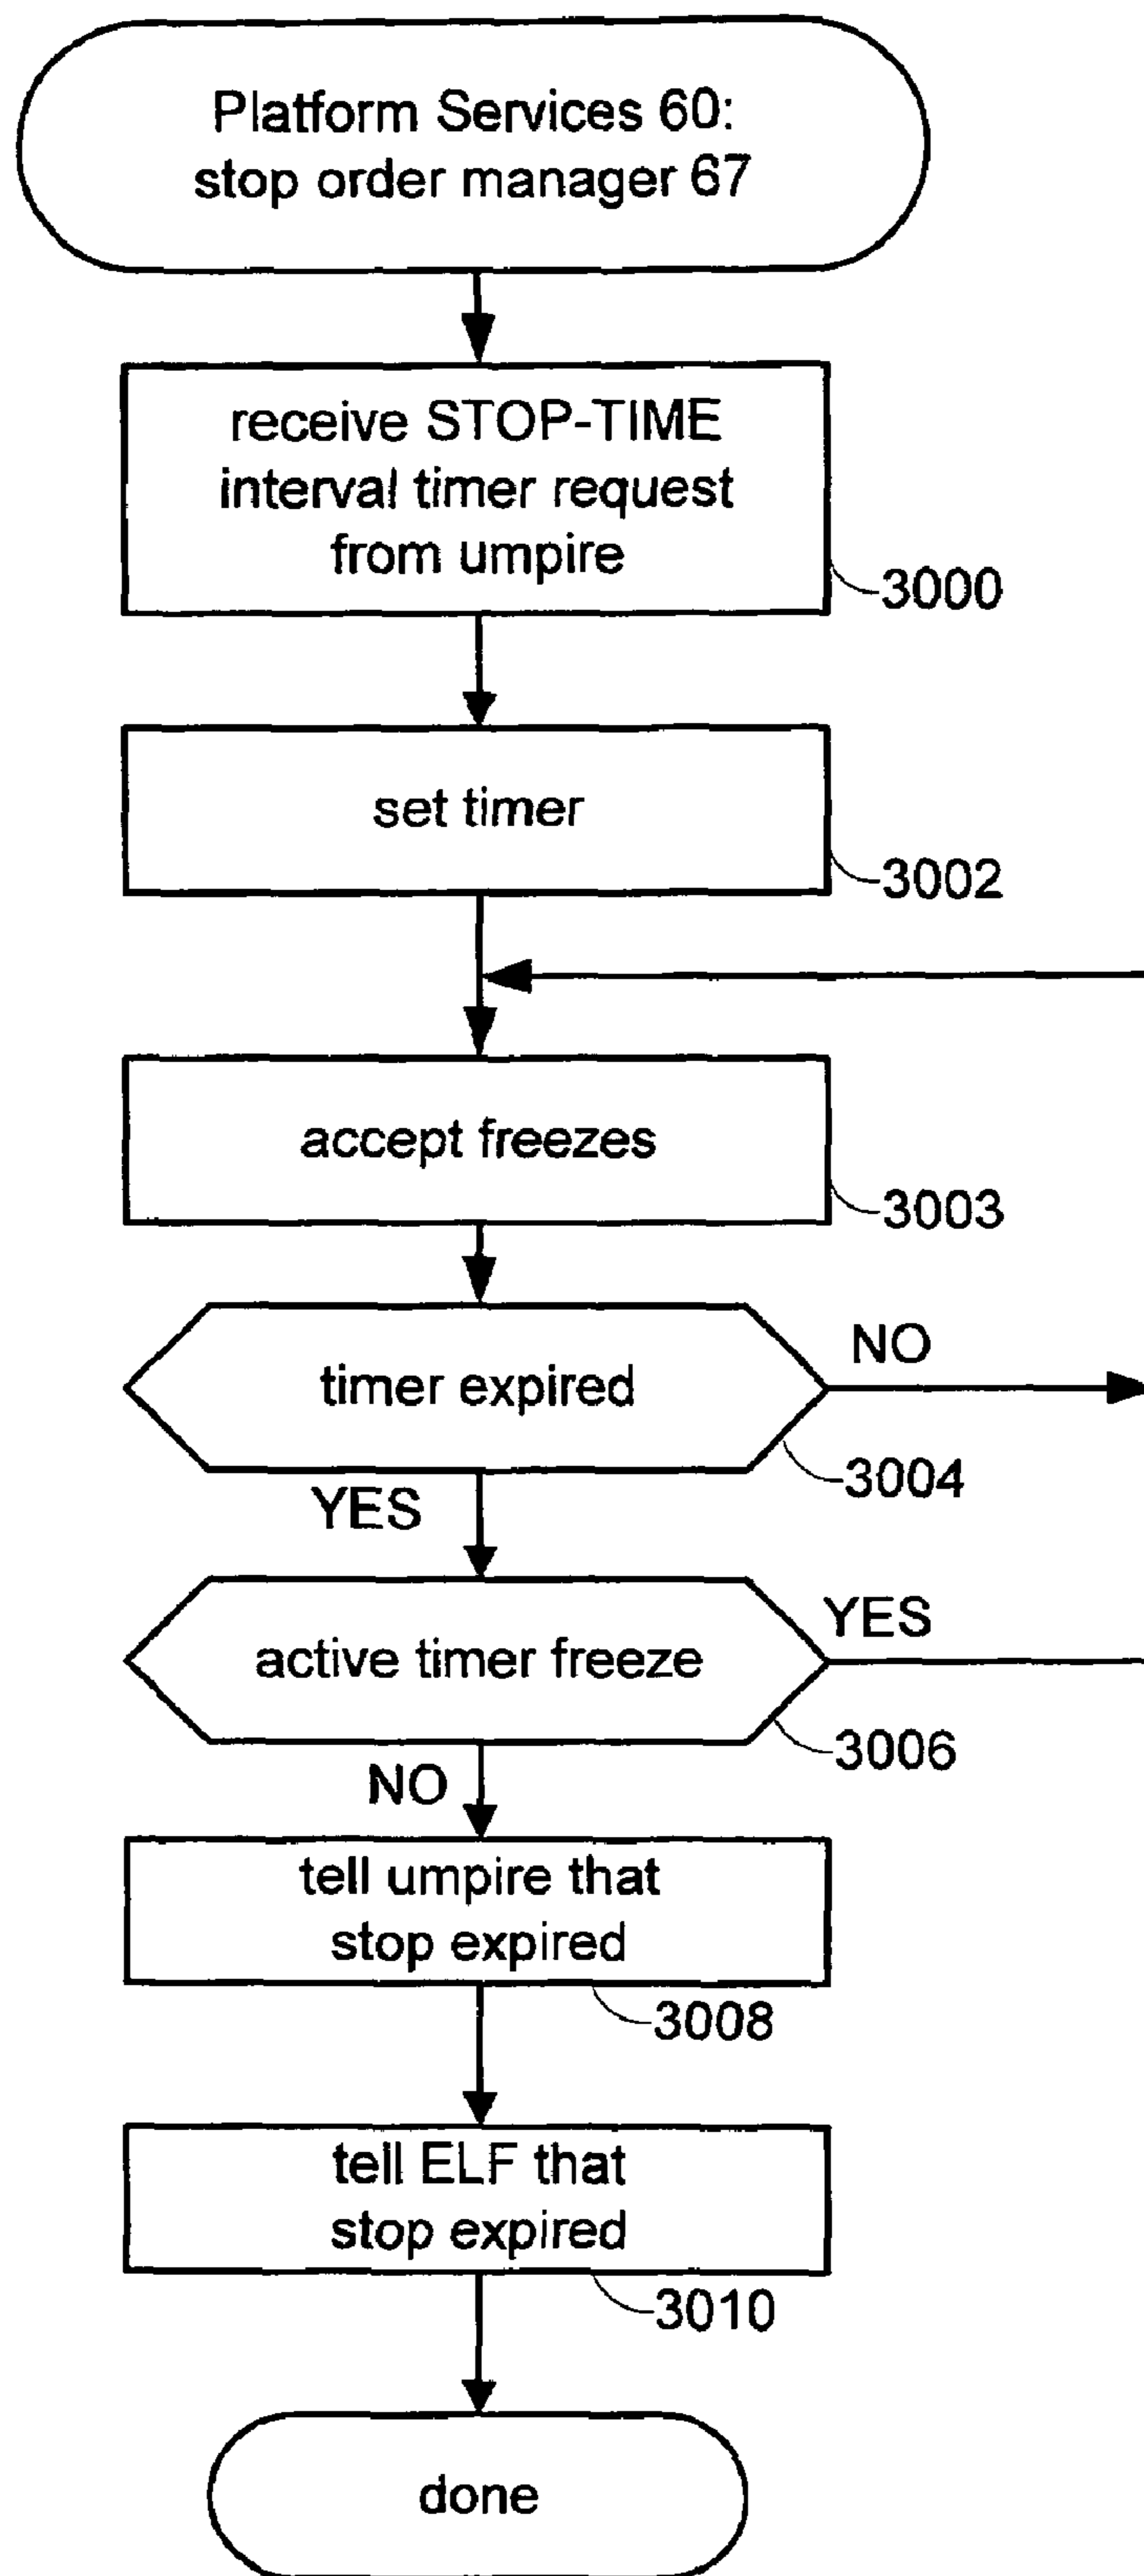 Platform Services 60:
stop order manager 67
receive STOP-TIME
interval timer request
from umpire
3000
set timer
3002
accept freezes
3003
timer expired
NO
3004
YES
active timer freeze
YES
3006
NO
tell umpire that
stop expired
3008
tell ELF that
stop expired
3010
done